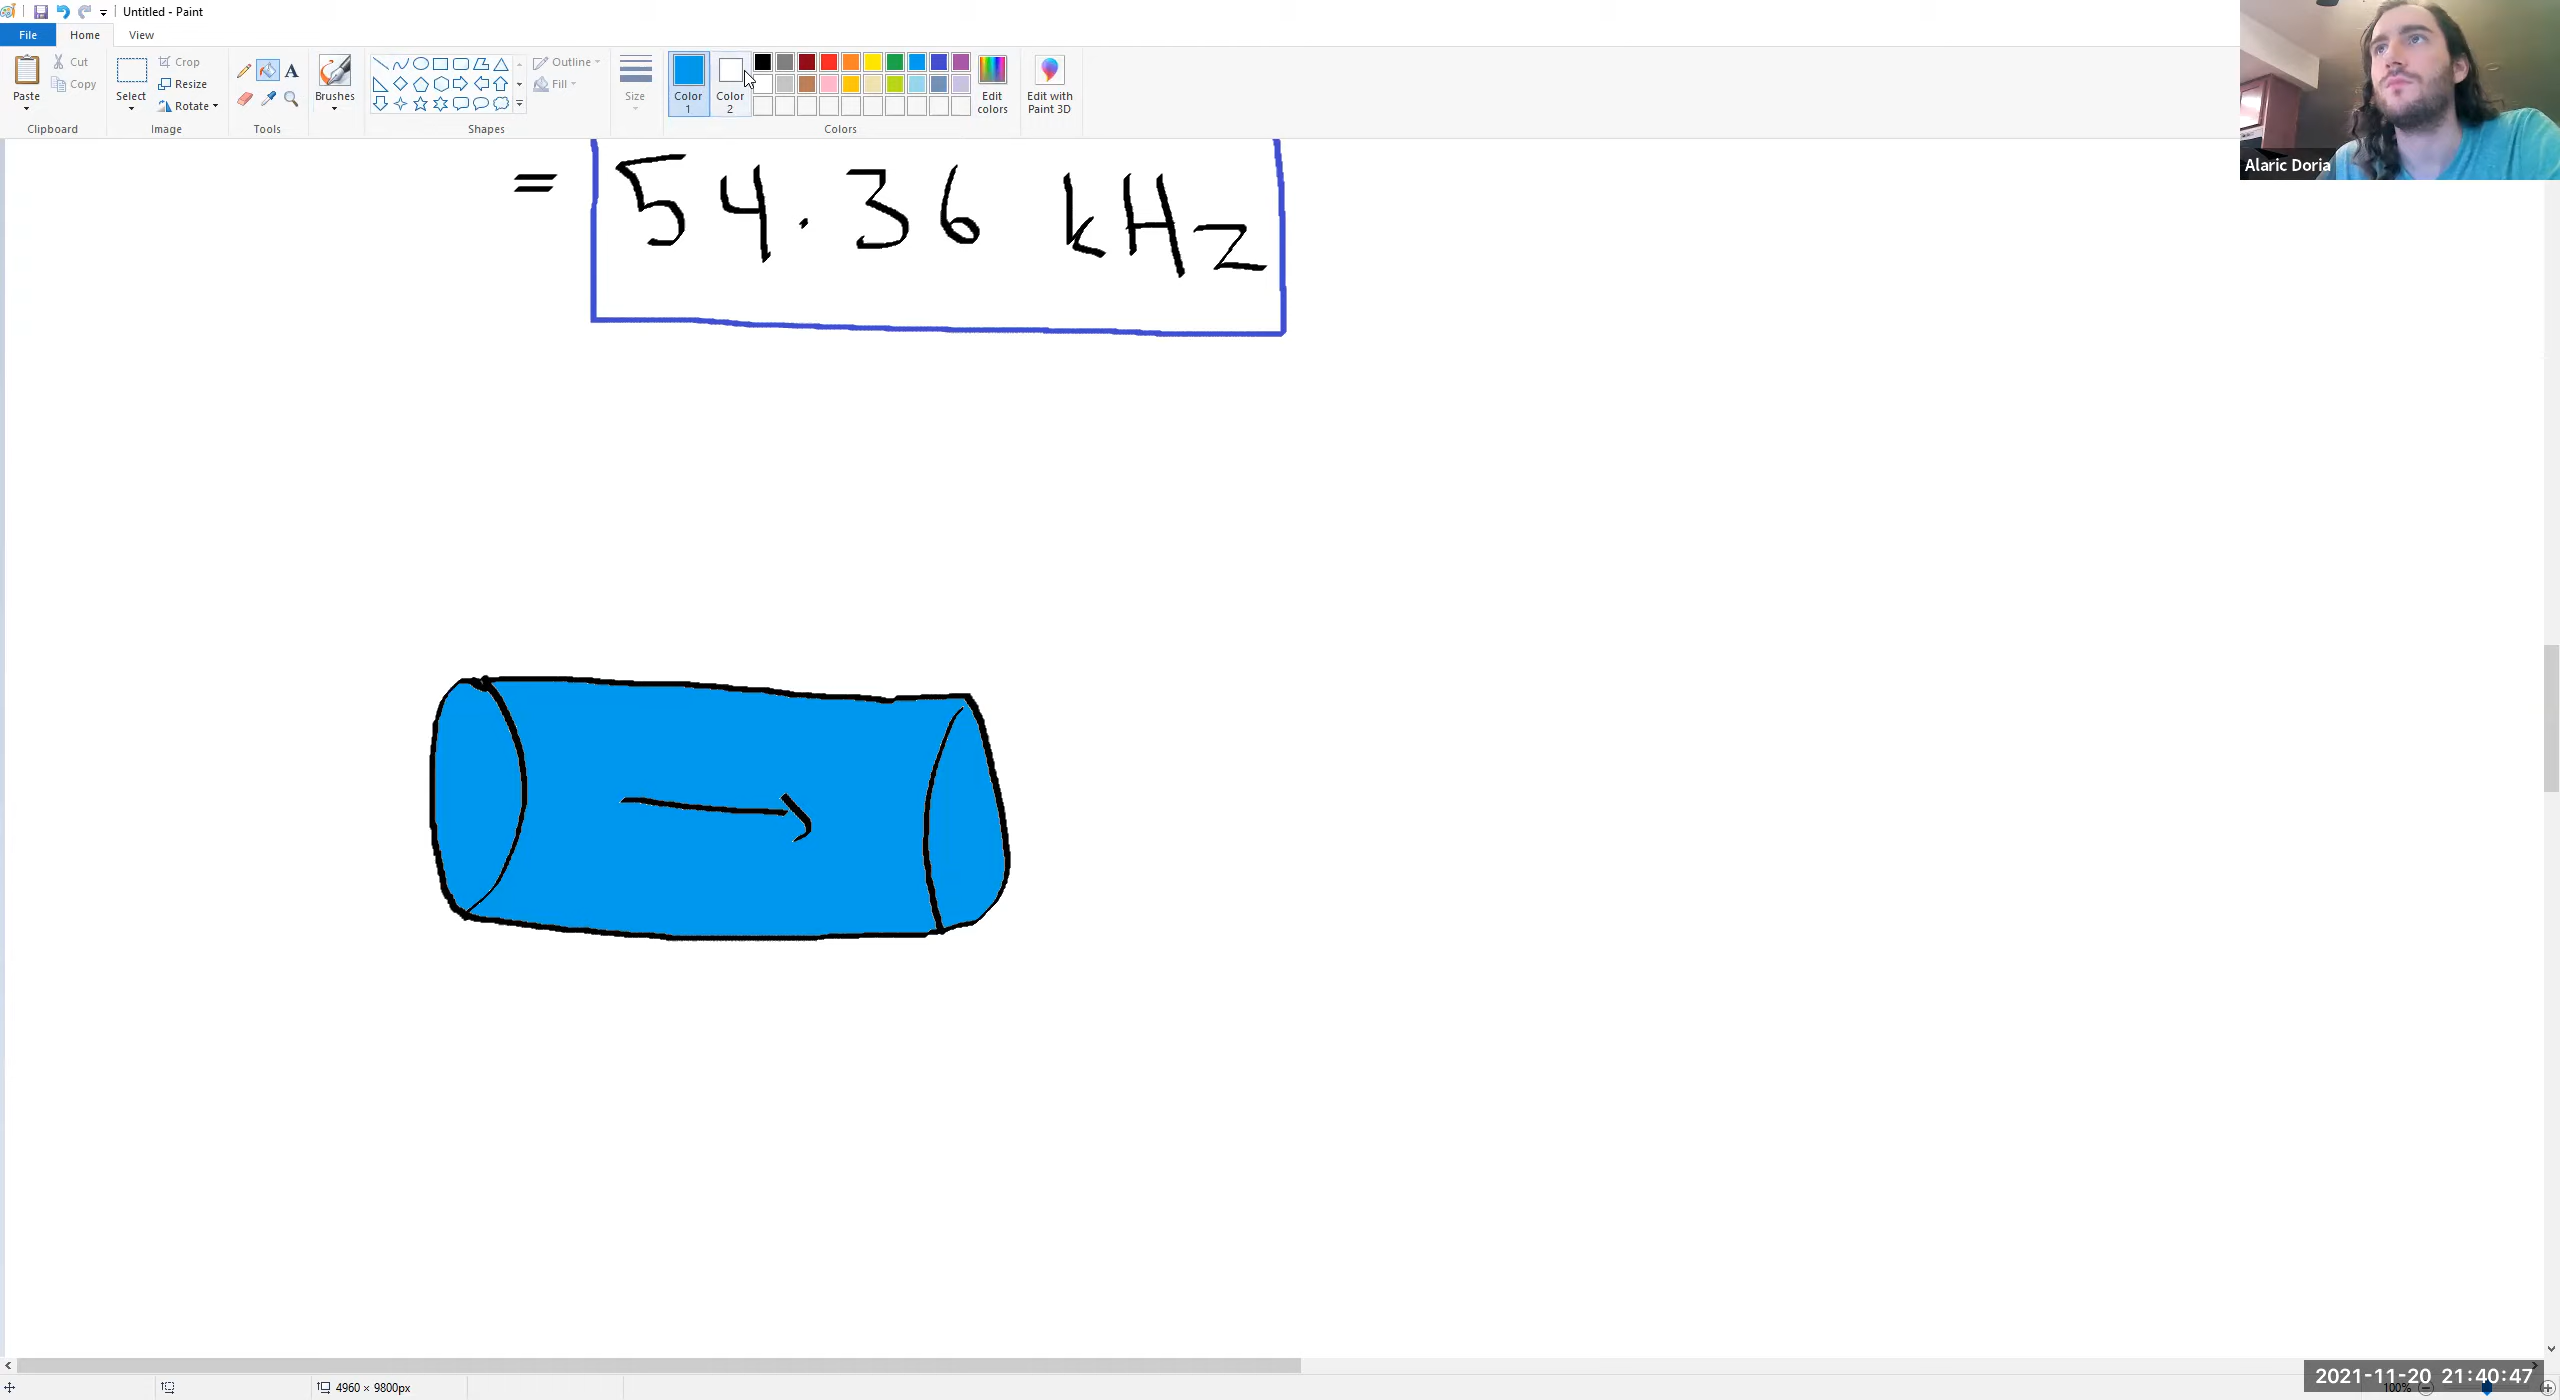 Untitled - Paint
File Home View
Paste Cut Copy Clipboard
Select Crop Resize Rotate Image
A Tools
Brushes
Shapes Outline Fill
Size
Color 1 Color 2 Colors
Edit colors
Edit with Paint 3D
Alaric Doria
= 54.36 kHz
4960 × 9800px
100%
2021-11-20 21:40:47